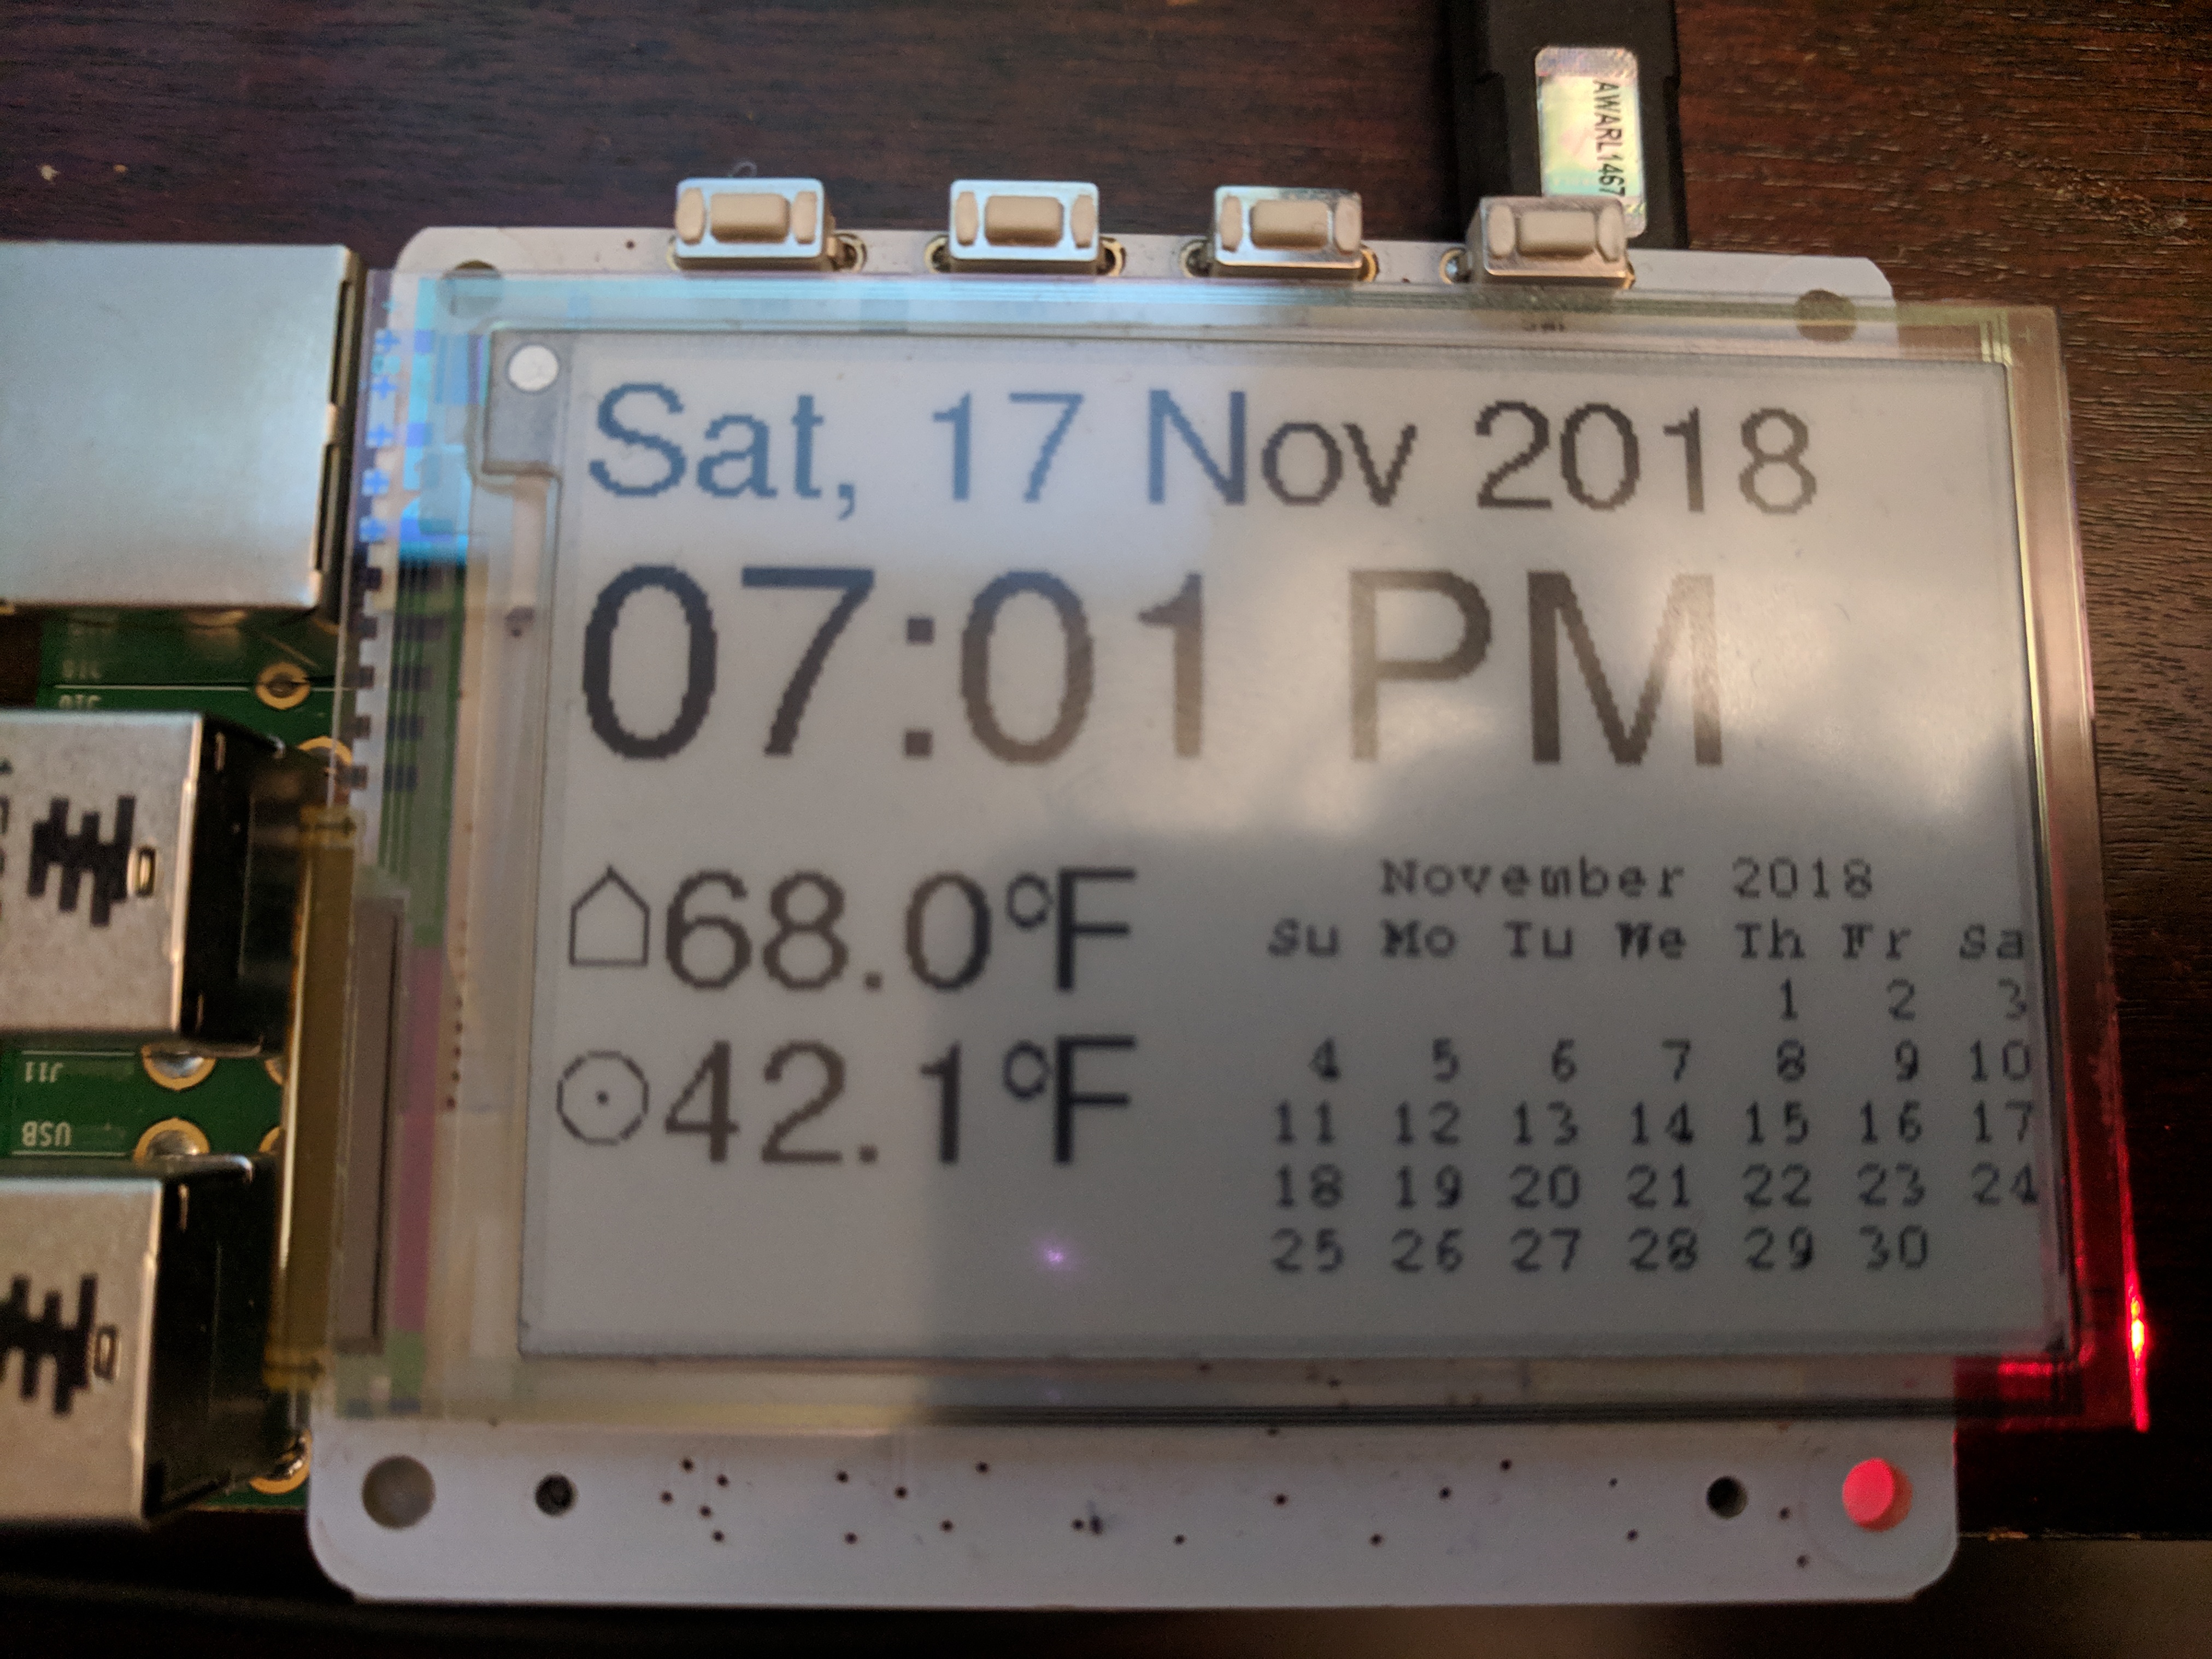 AWARL1467
Sat, 17 Nov 2018
07:01 PM
68.0°F
42.1°F
November 2018
Su Mo Tu We Th Fr Sa
1 2 3
4 5 6 7 8 9 10
11 12 13 14 15 16 17
18 19 20 21 22 23 24
25 26 27 28 29 30
J10
J11
USB